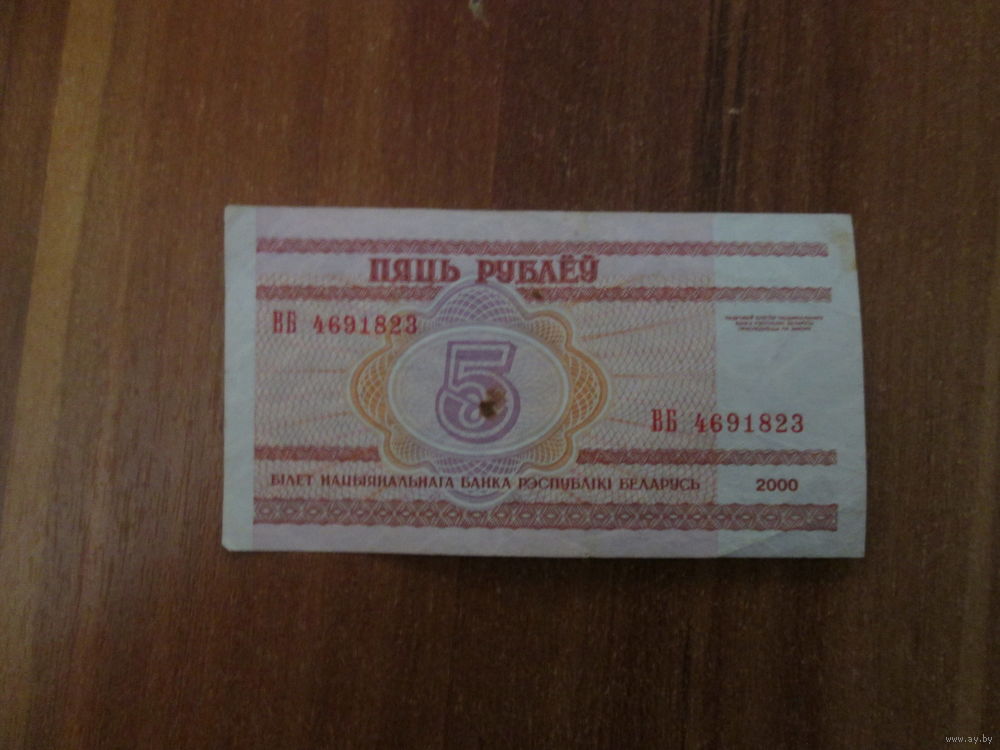 ПЯЦЬ РУБЛЁЎ
ВБ 4691823
5
ВБ 4691823
БІЛЕТ НАЦЫЯНАЛЬНАГА БАНКА РЭСПУБЛІКІ БЕЛАРУСЬ
2000
www.ay.by